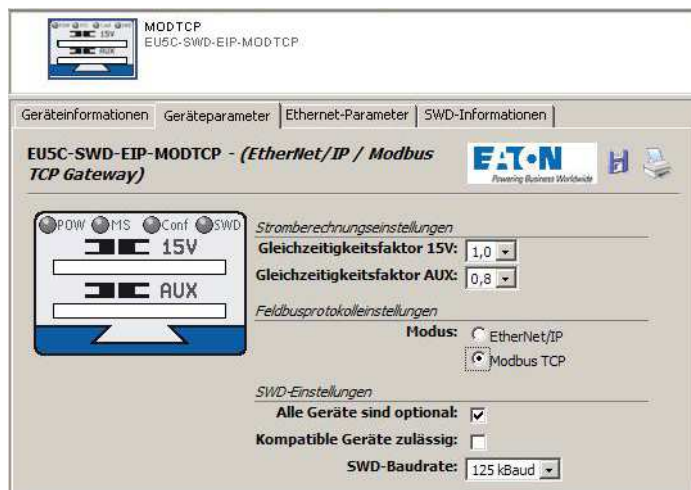 MODTCP
EU5C-SWD-EIP-MODTCP
15V
AUX
Geräteinformationen Geräteparameter Ethernet-Parameter SWD-Informationen
EU5C-SWD-EIP-MODTCP - (EtherNet/IP / Modbus
TCP Gateway)
EATON
Powering Business Worldwide
POW MS Conf SWD
15V
AUX
Stromberechnungseinstellungen
Gleichzeitigkeitsfaktor 15V: 1,0
Gleichzeitigkeitsfaktor AUX: 0,8
Feldbusprotokolleinstellungen
Modus: EtherNet/IP
Modbus TCP
SWD-Einstellungen
Alle Geräte sind optional:
Kompatible Geräte zulässig:
SWD-Baudrate: 125 kBaud